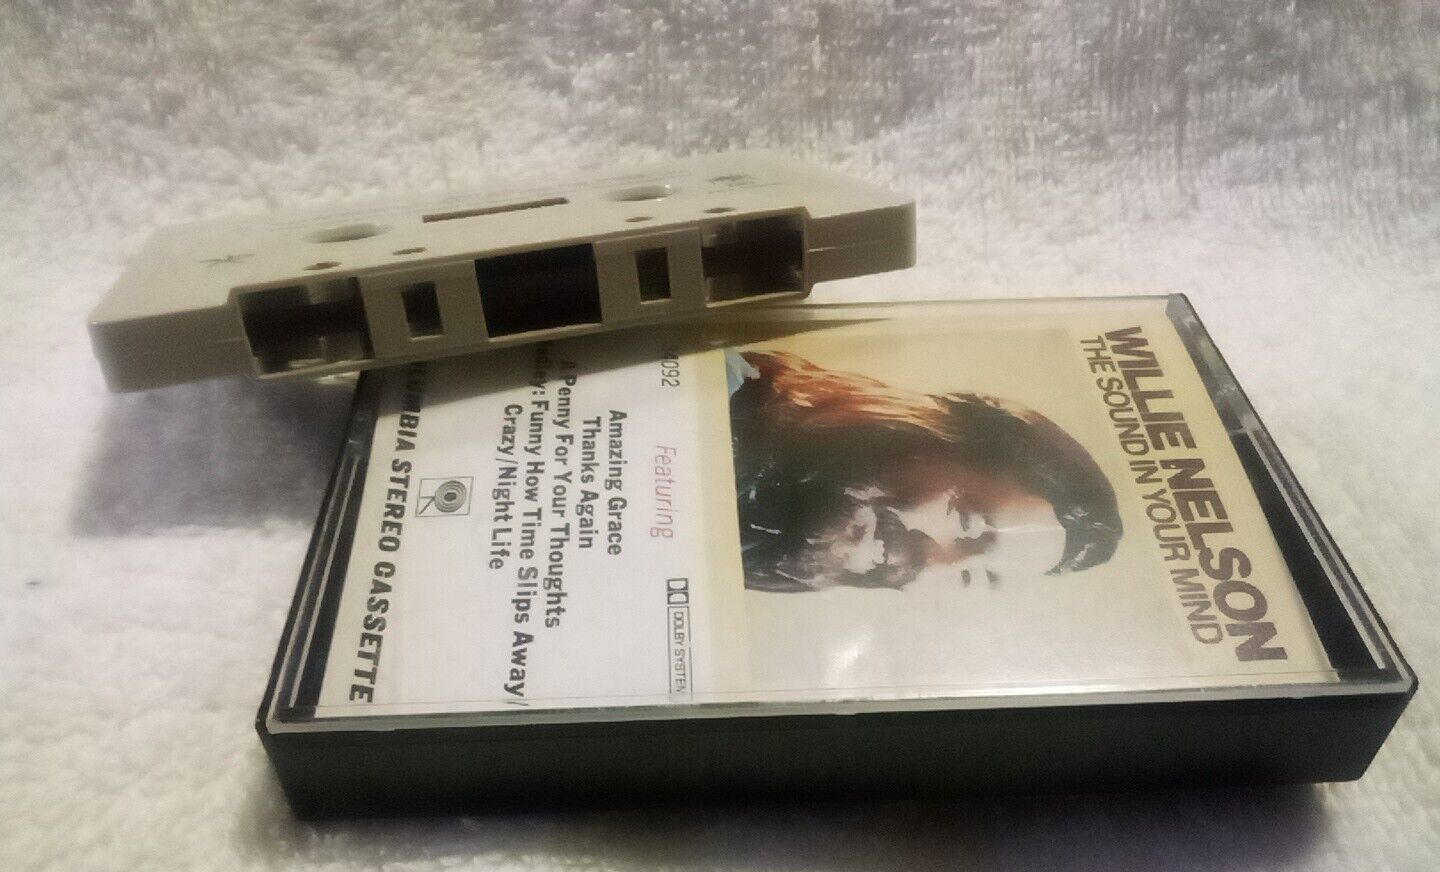 WILLIE NELSON
THE SOUND IN YOUR MIND
4092
Featuring
DOLBY SYSTEM
Amazing Grace
Thanks Again
A Penny For Your Thoughts
Funny How Time Slips Away/
Crazy/Night Life
STEREO CASSETTE